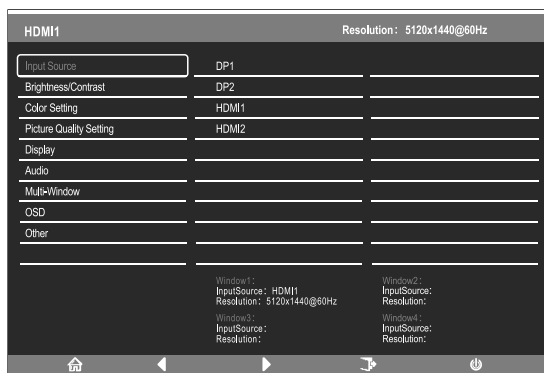 HDMI1 Resolution: 5120x1440@60Hz
Input Source DP1
Brightness/Contrast DP2
Color Setting HDMI1
Picture Quality Setting HDMI2
Display
Audio
Multi-Window
OSD
Other
Window1: Window2:
InputSource: HDMI1 InputSource:
Resolution: 5120x1440@60Hz Resolution:
Window3: Window4:
InputSource: InputSource:
Resolution: Resolution: